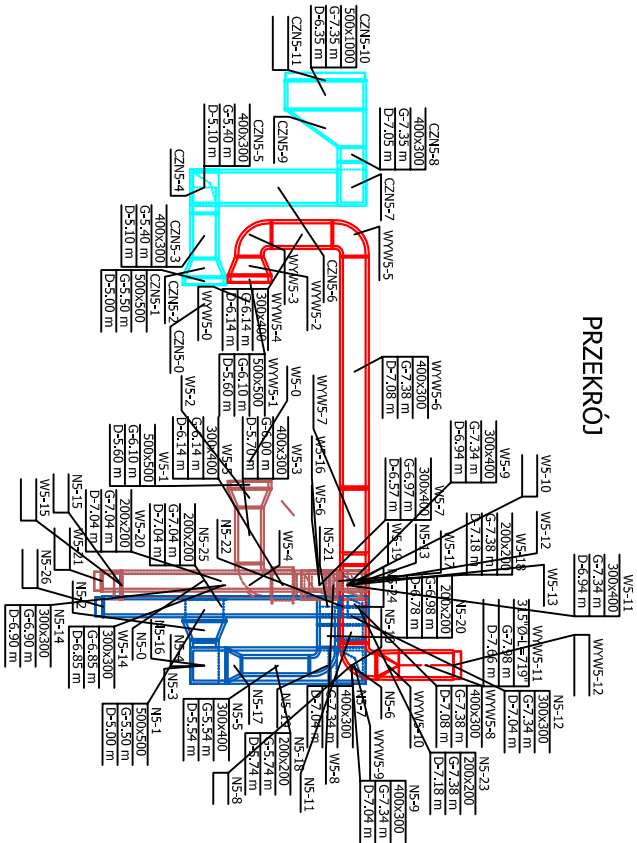 PRZEKRÓJ
CZN5-10
500x1000
G-7.35 m
D-6.35 m
CZN5-11
CZN5-8
400x300
G-7.35 m
D-7.05 m
CZN5-9
CZN5-7
CZN5-5
400x300
G-5.40 m
D-5.10 m
CZN5-4
CZN5-3
400x300
G-5.40 m
D-5.10 m
CZN5-2
CZN5-1
500x500
G-5.50 m
D-5.00 m
CZN5-0
CZN5-6
WYW5-5
WYW5-3
WYW5-2
WYW5-4
300x400
G-6.14 m
D-6.14 m
WYW5-0
WYW5-1
500x500
G-6.10 m
D-5.60 m
WYW5-6
400x300
G-7.38 m
D-7.08 m
WYW5-7
W5-0
W5-2
W5-3
400x300
G-6.00 m
D-5.70 m
W5-1
500x500
G-6.10 m
D-5.60 m
W5-5
300x400
G-6.14 m
D-6.14 m
W5-4
W5-16
W5-6
W5-7
300x400
G-6.97 m
D-6.57 m
W5-9
300x400
G-7.34 m
D-6.94 m
W5-10
W5-12
W5-13
W5-11
300x400
G-7.34 m
D-6.94 m
W5-18
200x200
G-7.38 m
D-7.18 m
W5-17
W5-19
N5-13
N5-20
200x200
G-6.98 m
D-6.78 m
N5-21
N5-22
N5-25
200x200
G-7.04 m
D-7.04 m
W5-20
200x200
G-7.04 m
D-7.04 m
N5-15
W5-15
W5-21
N5-26
N5-2
N5-14
300x300
G-6.90 m
D-6.90 m
W5-14
300x300
G-6.85 m
D-6.85 m
N5-0
N5-16
N5-4
N5-3
N5-1
500x500
G-5.50 m
D-5.00 m
N5-5
300x400
G-5.54 m
D-5.54 m
N5-17
200x200
G-5.74 m
D-5.74 m
N5-18
N5-8
N5-11
W5-8
N5-7
400x300
G-7.34 m
D-7.04 m
N5-6
WYW5-9
N5-9
400x300
G-7.34 m
D-7.04 m
WYW5-10
WYW5-8
400x300
G-7.38 m
D-7.08 m
N5-23
200x200
G-7.38 m
D-7.18 m
N5-12
300x300
G-7.34 m
D-7.04 m
WYW5-11
G-7.98 m
D-7.66 m
WYW5-12